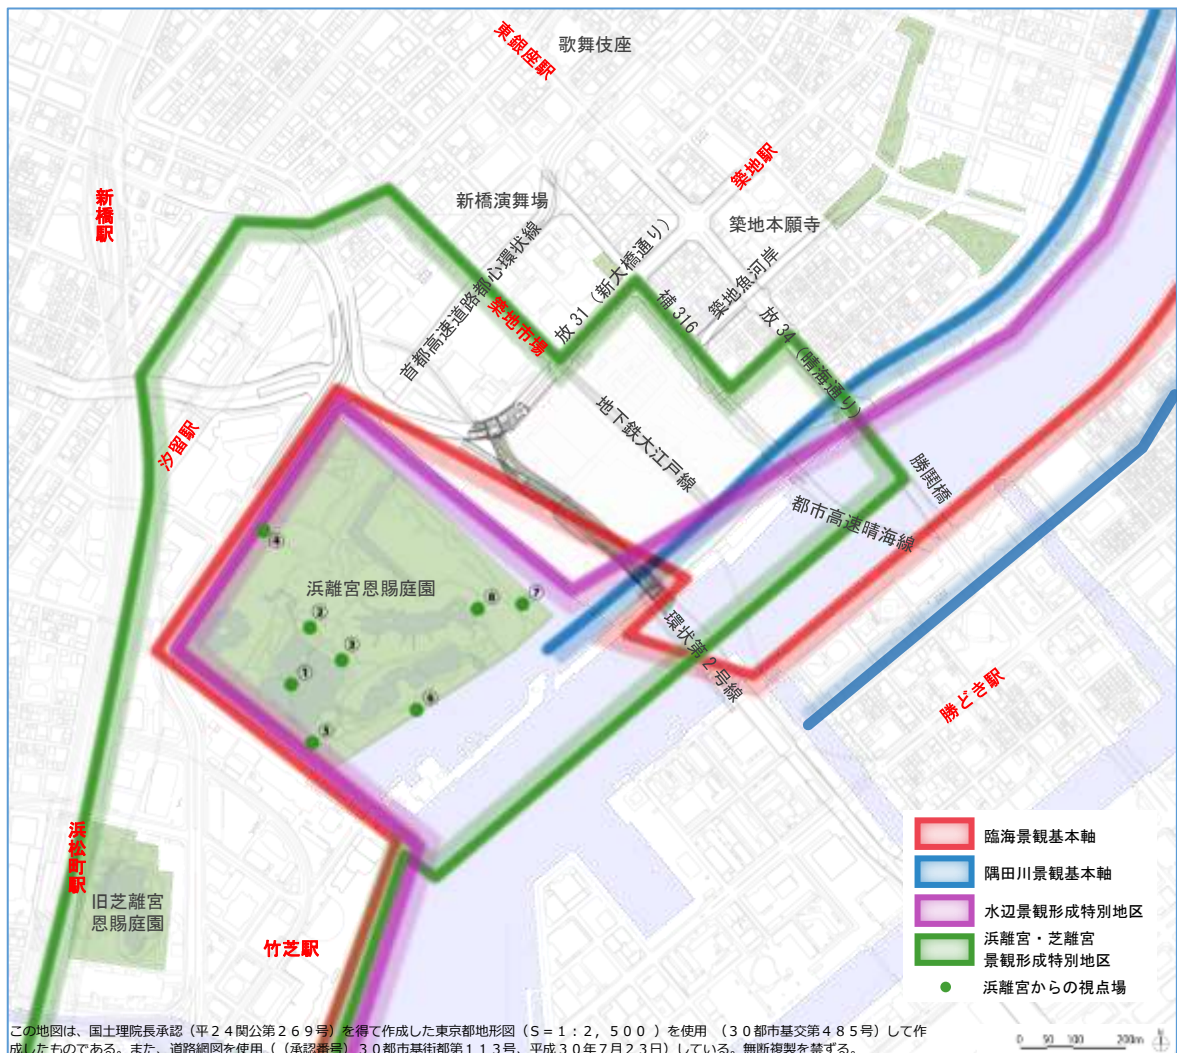 東銀座駅
歌舞伎座
築地駅
新橋駅
新橋演舞場
築地本願寺
首都高速道路都心環状線
放31（新大橋通り）
築地魚河岸
補316
放34（晴海通り）
築地市場
汐留駅
地下鉄大江戸線
勝鬨橋
都市高速晴海線
④
浜離宮恩賜庭園
⑧
⑦
②
③
①
⑥
⑤
環状第2号線
勝どき駅
浜松町駅
旧芝離宮
恩賜庭園
竹芝駅
臨海景観基本軸
隅田川景観基本軸
水辺景観形成特別地区
浜離宮・芝離宮
景観形成特別地区
浜離宮からの視点場
この地図は、国土理院長承認（平２４関公第２６９号）を得て作成した東京都地形図（Ｓ＝１：２，５００ ）を使用 （３０都市基交第４８５号）して作
成したものである。また、道路網図を使用（（承認番号）３０都市基街都第１１３号、平成３０年７月２３日）している。無断複製を禁ずる。
0 50 100 200m